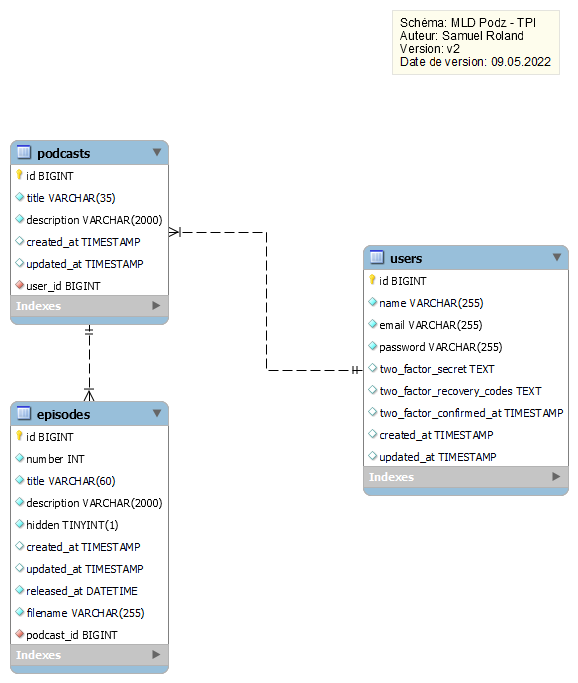 Schéma: MLD Podz - TPI
Auteur: Samuel Roland
Version: v2
Date de version: 09.05.2022
podcasts
id BIGINT
title VARCHAR(35)
description VARCHAR(2000)
created_at TIMESTAMP
updated_at TIMESTAMP
user_id BIGINT
Indexes
users
id BIGINT
name VARCHAR(255)
email VARCHAR(255)
password VARCHAR(255)
two_factor_secret TEXT
two_factor_recovery_codes TEXT
two_factor_confirmed_at TIMESTAMP
created_at TIMESTAMP
updated_at TIMESTAMP
Indexes
episodes
id BIGINT
number INT
title VARCHAR(60)
description VARCHAR(2000)
hidden TINYINT(1)
created_at TIMESTAMP
updated_at TIMESTAMP
released_at DATETIME
filename VARCHAR(255)
podcast_id BIGINT
Indexes